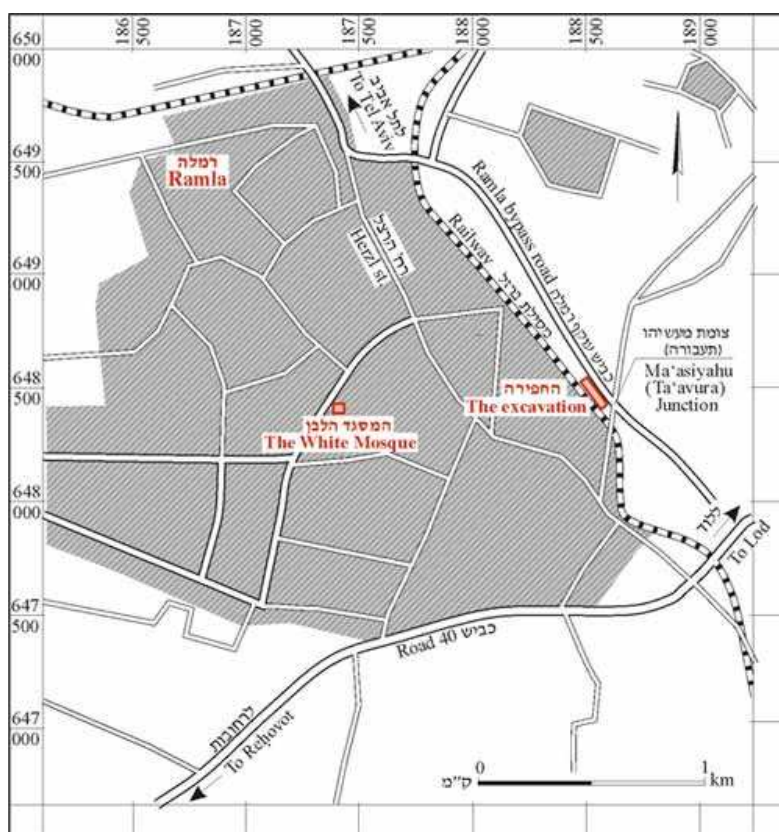 186
500
187
000
187
500
188
000
188
500
189
000
650
000
649
500
649
000
648
500
648
000
647
500
647
000
לתל אביב
To Tel Aviv
רמלה
Ramla
רח' הרצל
Herzl st.
Ramla bypass road
כביש עוקף רמלה
Railway
מסילת ברזל
צומת מעשיהו
(תעבורה)
Ma'asiyahu
(Ta'avura)
Junction
החפירה
The excavation
המסגד הלבן
The White Mosque
ללוד
To Lod
Road 40 כביש
לרחובות
To Reḥovot
0 1
ק"מ km